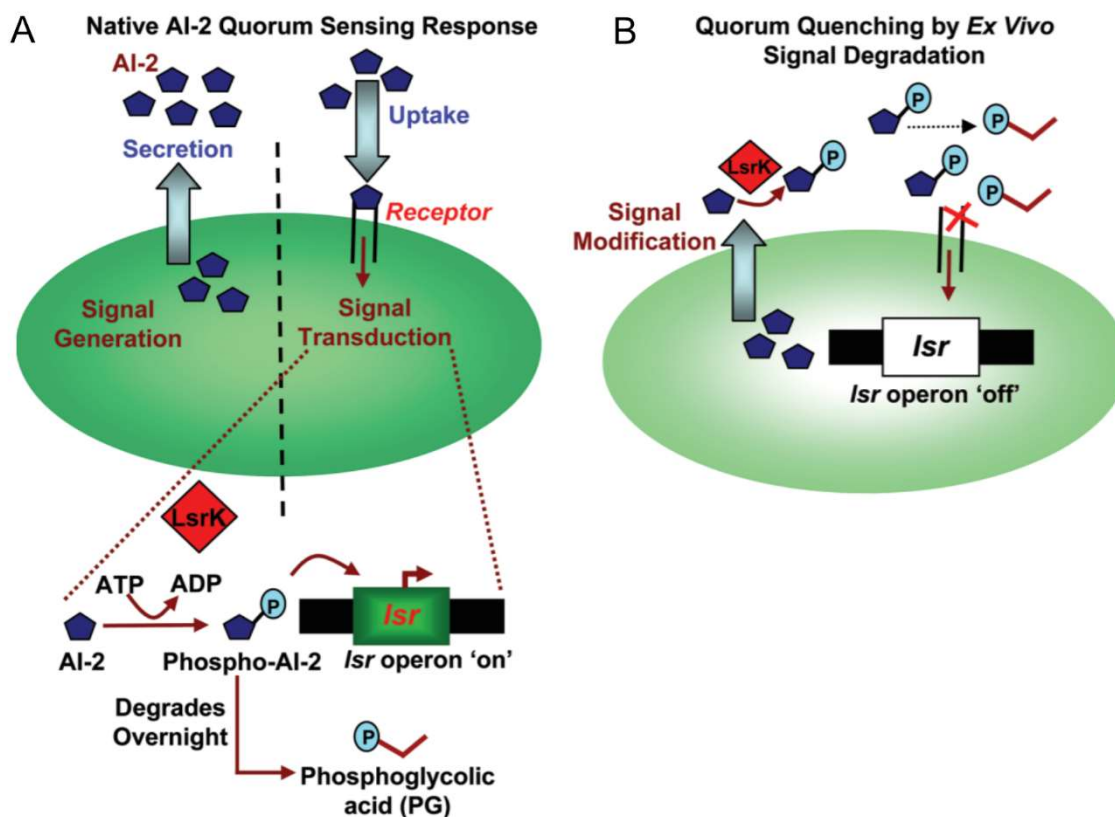 A
Native AI-2 Quorum Sensing Response
AI-2
Secretion
Uptake
Receptor
Signal
Generation
Signal
Transduction
LsrK
ATP
ADP
P
AI-2
Phospho-AI-2
lsr
lsr operon ‘on’
Degrades
Overnight
P
Phosphoglycolic
acid (PG)
B
Quorum Quenching by Ex Vivo
Signal Degradation
P
P
LsrK
P
P
P
Signal
Modification
lsr
lsr operon ‘off’